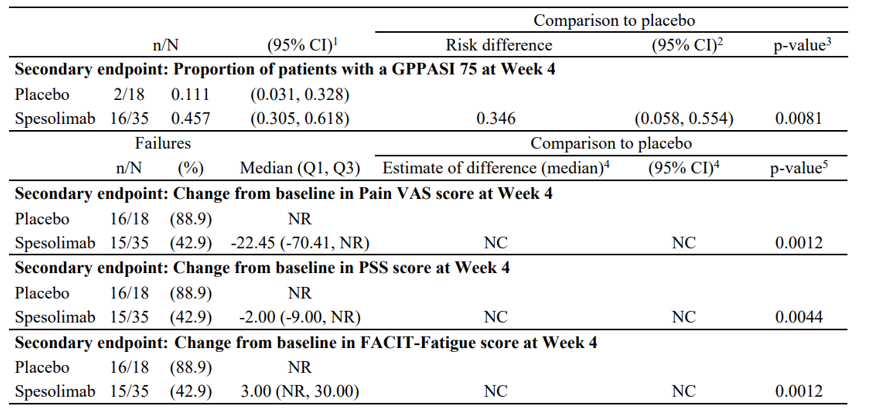 Comparison to placebo
n/N (95% CI)1 Risk difference (95% CI)2 p-value3
Secondary endpoint: Proportion of patients with a GPPASI 75 at Week 4
Placebo 2/18 0.111 (0.031, 0.328)
Spesolimab 16/35 0.457 (0.305, 0.618) 0.346 (0.058, 0.554) 0.0081
Failures Comparison to placebo
n/N (%) Median (Q1, Q3) Estimate of difference (median)4 (95% CI)4 p-value5
Secondary endpoint: Change from baseline in Pain VAS score at Week 4
Placebo 16/18 (88.9) NR
Spesolimab 15/35 (42.9) -22.45 (-70.41, NR) NC NC 0.0012
Secondary endpoint: Change from baseline in PSS score at Week 4
Placebo 16/18 (88.9) NR
Spesolimab 15/35 (42.9) -2.00 (-9.00, NR) NC NC 0.0044
Secondary endpoint: Change from baseline in FACIT-Fatigue score at Week 4
Placebo 16/18 (88.9) NR
Spesolimab 15/35 (42.9) 3.00 (NR, 30.00) NC NC 0.0012